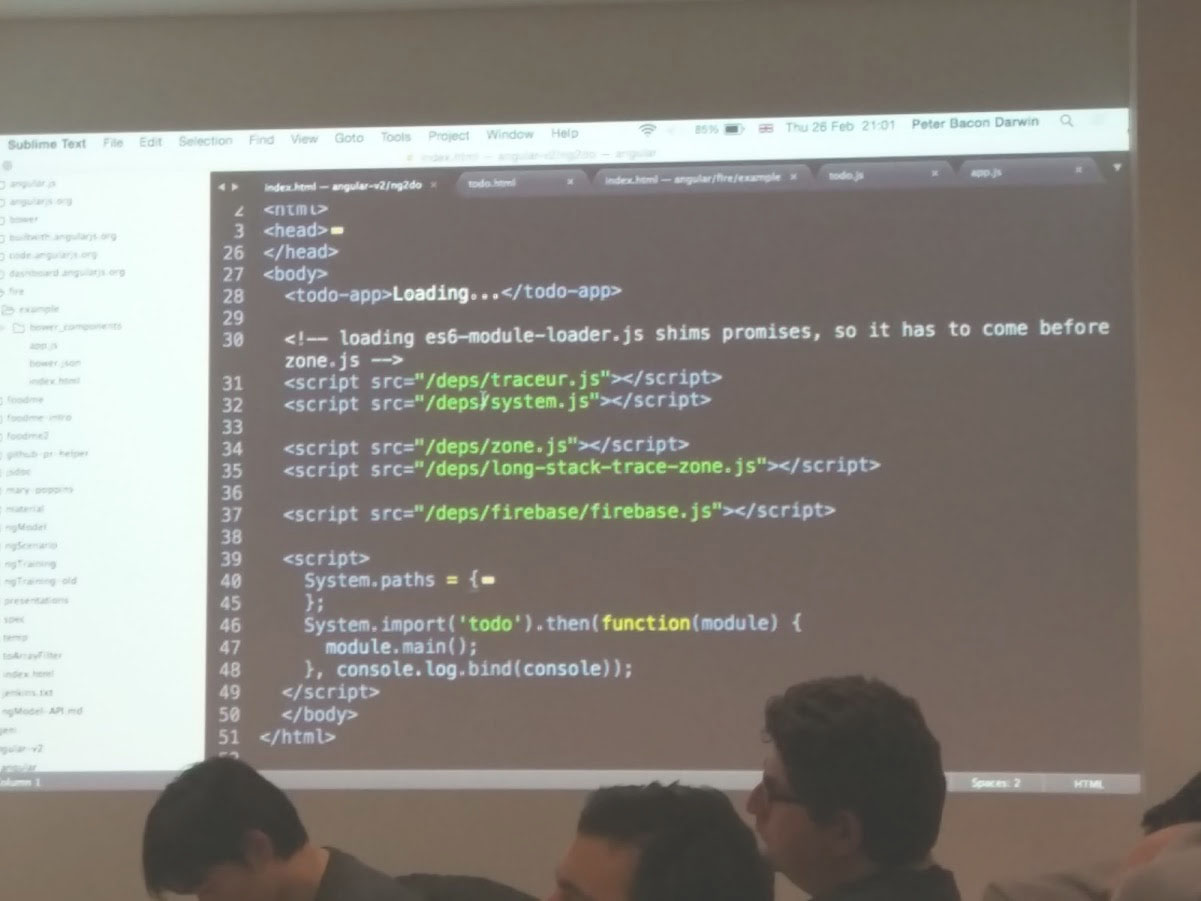 Sublime Text File Edit Selection Find View Goto Tools Project Window Help 85% Thu 26 Feb 21:01 Peter Bacon Darwin
index.html — angular-v2/ng2do — angular
index.html — angular-v2/ng2do × todo.html × index.html — angular/fire/example × todo.js × app.js ×
angular.js
angularjs.org
bower
builtwith.angularjs.org
code.angularjs.org
dashboard.angularjs.org
fire
example
bower_components
app.js
bower.json
index.html
foodme
foodme-intro
foodme2
github-pr-helper
jsdoc
mary-poppins
material
ngModel
ngScenario
ngTraining
ngTraining-old
presentations
spec
temp
toArrayFilter
index.html
jenkins.txt
ngModel-API.md
angular
2 <html>
3 <head>
26 </head>
27 <body>
28 <todo-app>Loading...</todo-app>
29
30 <!-- loading es6-module-loader.js shims promises, so it has to come before
zone.js -->
31 <script src="/deps/traceur.js"></script>
32 <script src="/deps/system.js"></script>
33
34 <script src="/deps/zone.js"></script>
35 <script src="/deps/long-stack-trace-zone.js"></script>
36
37 <script src="/deps/firebase/firebase.js"></script>
38
39 <script>
40 System.paths = {
45 };
46 System.import('todo').then(function(module) {
47 module.main();
48 }, console.log.bind(console));
49 </script>
50 </body>
51 </html>
Column 1 Spaces: 2 HTML